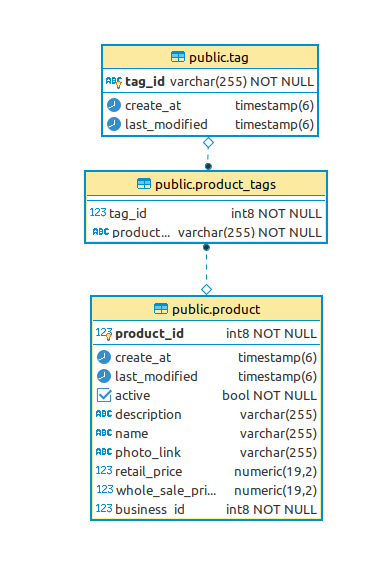 public.tag
ABC tag_id varchar(255) NOT NULL
create_at timestamp(6)
last_modified timestamp(6)
public.product_tags
123 tag_id int8 NOT NULL
ABC product... varchar(255) NOT NULL
public.product
123 product_id int8 NOT NULL
create_at timestamp(6)
last_modified timestamp(6)
active bool NOT NULL
ABC description varchar(255)
ABC name varchar(255)
ABC photo_link varchar(255)
123 retail_price numeric(19,2)
123 whole_sale_pri... numeric(19,2)
123 business_id int8 NOT NULL